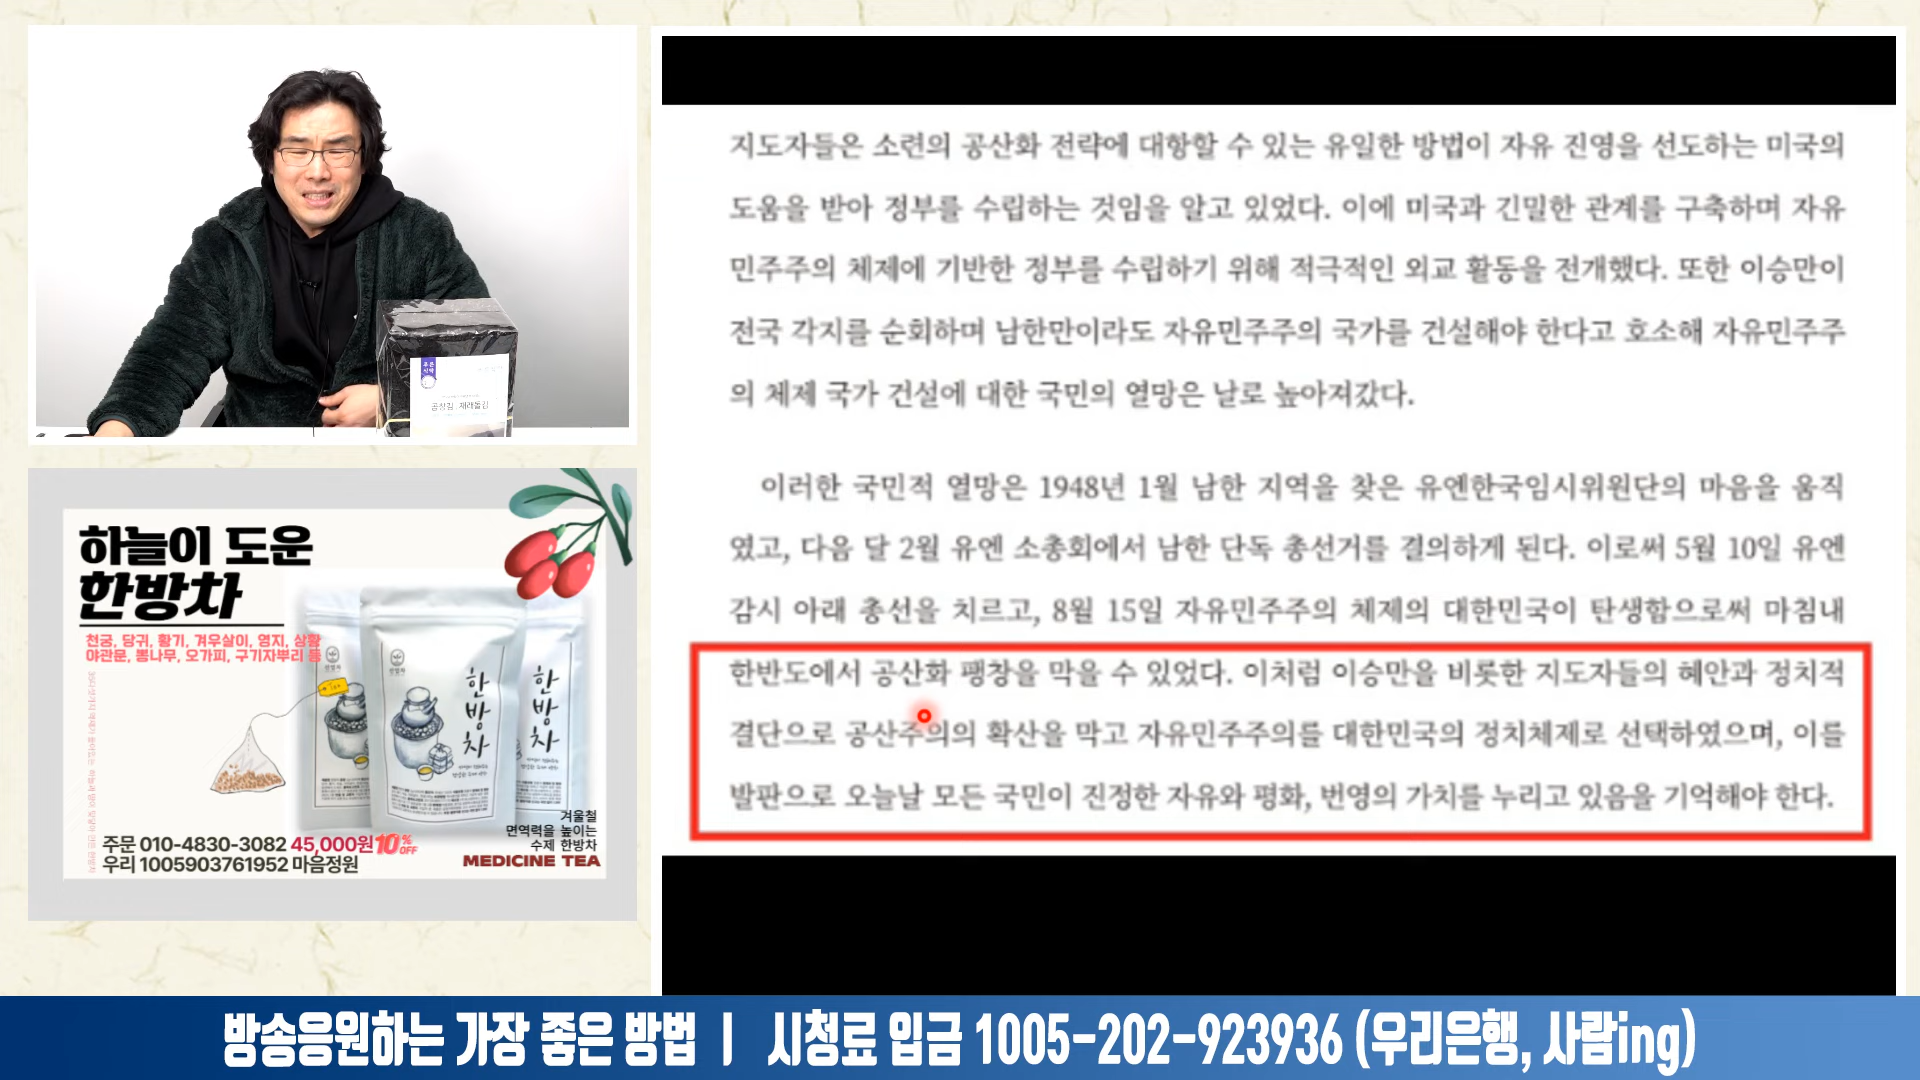 지도자들은 소련의 공산화 전략에 대항할 수 있는 유일한 방법이 자유 진영을 선도하는 미국의
도움을 받아 정부를 수립하는 것임을 알고 있었다. 이에 미국과 긴밀한 관계를 구축하며 자유
민주주의 체제에 기반한 정부를 수립하기 위해 적극적인 외교 활동을 전개했다. 또한 이승만이
전국 각지를 순회하며 남한만이라도 자유민주주의 국가를 건설해야 한다고 호소해 자유민주주
의 체제 국가 건설에 대한 국민의 열망은 날로 높아져갔다.
이러한 국민적 열망은 1948년 1월 남한 지역을 찾은 유엔한국임시위원단의 마음을 움직
였고, 다음 달 2월 유엔 소총회에서 남한 단독 총선거를 결의하게 된다. 이로써 5월 10일 유엔
감시 아래 총선을 치르고, 8월 15일 자유민주주의 체제의 대한민국이 탄생함으로써 마침내
한반도에서 공산화 팽창을 막을 수 있었다. 이처럼 이승만을 비롯한 지도자들의 혜안과 정치적
결단으로 공산주의의 확산을 막고 자유민주주의를 대한민국의 정치체제로 선택하였으며, 이를
발판으로 오늘날 모든 국민이 진정한 자유와 평화, 번영의 가치를 누리고 있음을 기억해야 한다.
곱창김 재래돌김
하늘이 도운
한방차
천궁, 당귀, 황기, 겨우살이, 영지, 상황
야관문, 뽕나무, 오가피, 구기자뿌리 등
한방차
한방차
겨울철
면역력을 높이는
수제 한방차
MEDICINE TEA
주문 010-4830-3082 45,000원 10% OFF
우리 1005903761952 마음정원
방송응원하는 가장 좋은 방법 ㅣ 시청료 입금 1005-202-923936 (우리은행, 사람ing)